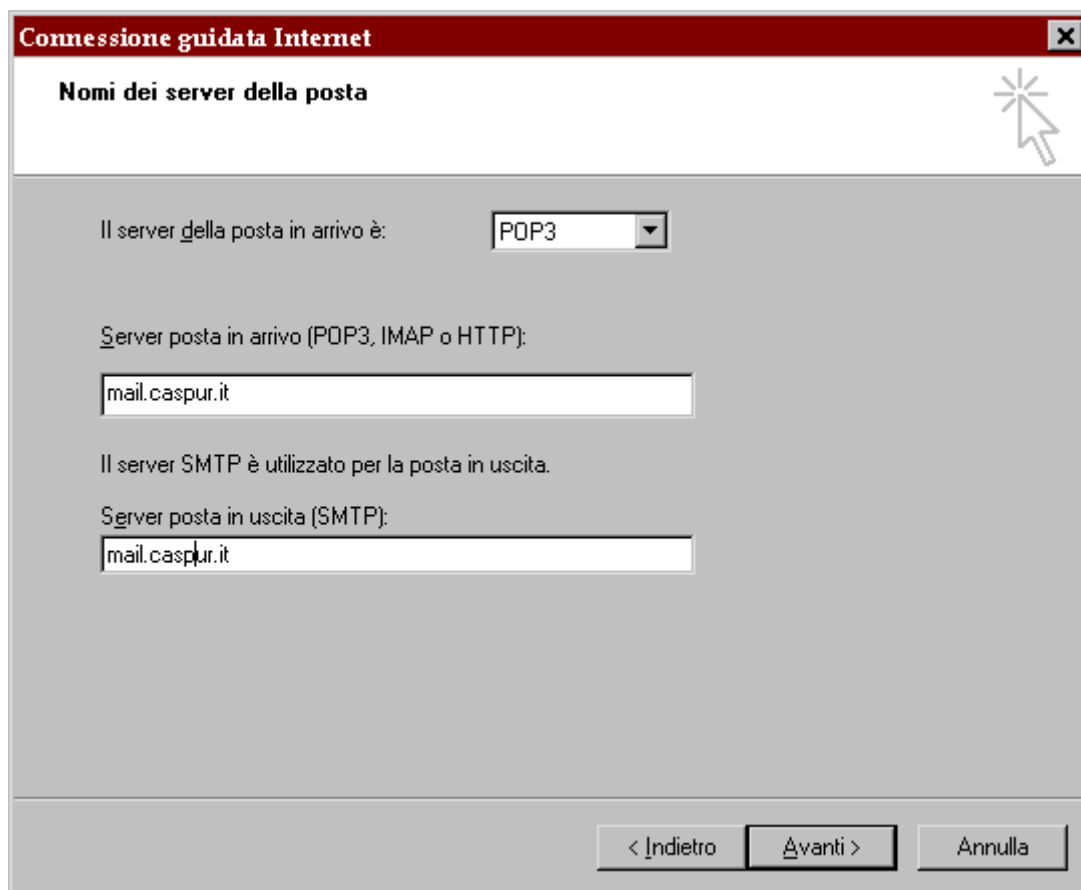 Connessione guidata Internet
Nomi dei server della posta
Il server della posta in arrivo è: POP3
Server posta in arrivo (POP3, IMAP o HTTP):
mail.caspur.it
Il server SMTP è utilizzato per la posta in uscita.
Server posta in uscita (SMTP):
mail.caspur.it
< Indietro Avanti > Annulla